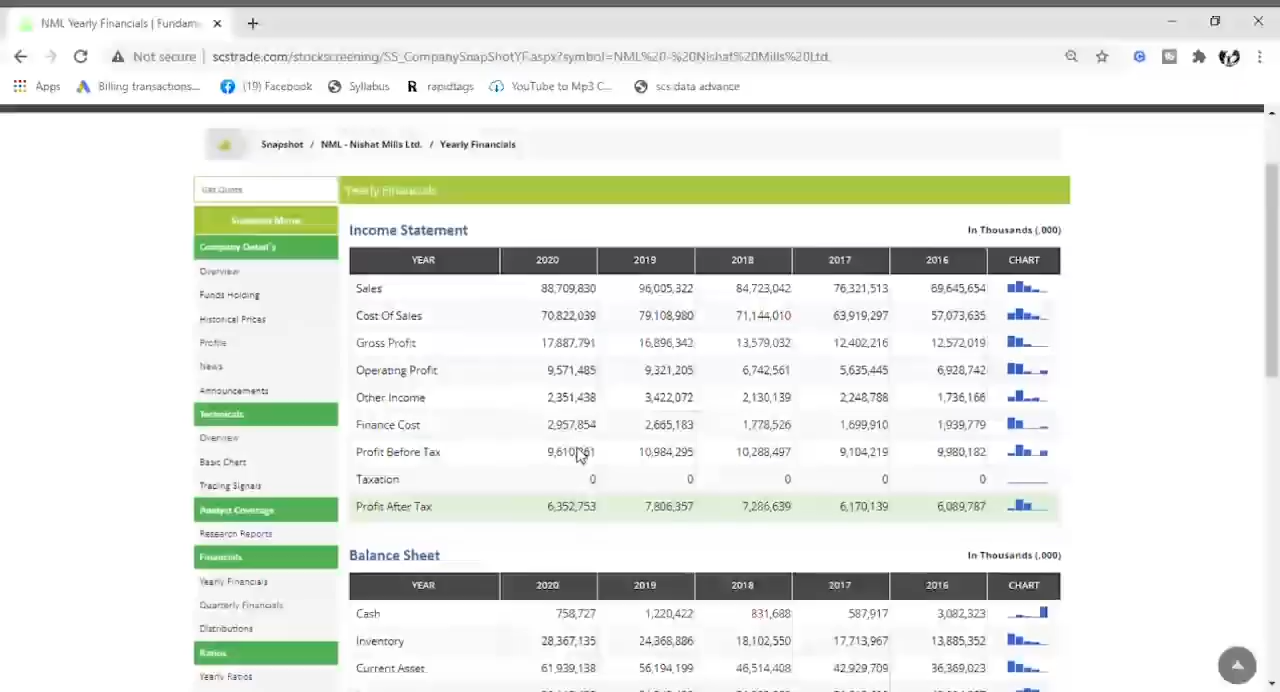 NML Yearly Financials | Fundam
Not secure | scstrade.com/stockscreening/SS_CompanySnapShotYF.aspx?symbol=NML%20-%20Nishat%20Mills%20Ltd.
Apps Billing transactions... (19) Facebook Syllabus rapidtags YouTube to Mp3 C... scs data advance
Snapshot / NML - Nishat Mills Ltd. / Yearly Financials
Get Quote Yearly Financials
Snapshot Menu
Income Statement In Thousands (,000)
Company Detail's
YEAR 2020 2019 2018 2017 2016 CHART
Overview
Sales 88,709,830 96,005,322 84,723,042 76,321,513 69,645,654
Funds Holding
Cost Of Sales 70,822,039 79,108,980 71,144,010 63,919,297 57,073,635
Historical Prices
Profile
Gross Profit 17,887,791 16,896,342 13,579,032 12,402,216 12,572,019
News
Operating Profit 9,571,485 9,321,205 6,742,561 5,635,445 6,928,742
Announcements
Other Income 2,351,438 3,422,072 2,130,139 2,248,788 1,736,166
Technicals
Finance Cost 2,957,854 2,665,183 1,778,526 1,699,910 1,939,779
Overview
Profit Before Tax 10,984,295 10,288,497 9,104,219 9,980,182
Basic Chart
Taxation 0 0 0 0 0
Trading Signals
Profit After Tax 6,352,753 7,806,357 7,286,639 6,170,139 6,089,787
Analyst Coverage
Research Reports
Balance Sheet In Thousands (,000)
Financials
YEAR 2020 2019 2018 2017 2016 CHART
Yearly Financials
Quarterly Financials
Cash 758,727 1,220,422 831,688 587,917 3,082,323
Distributions
Inventory 28,367,135 24,368,886 18,102,550 17,713,967 13,885,352
Ratios
Current Asset 61,939,138 56,194,199 46,514,408 42,929,709 36,369,023
Yearly Ratios